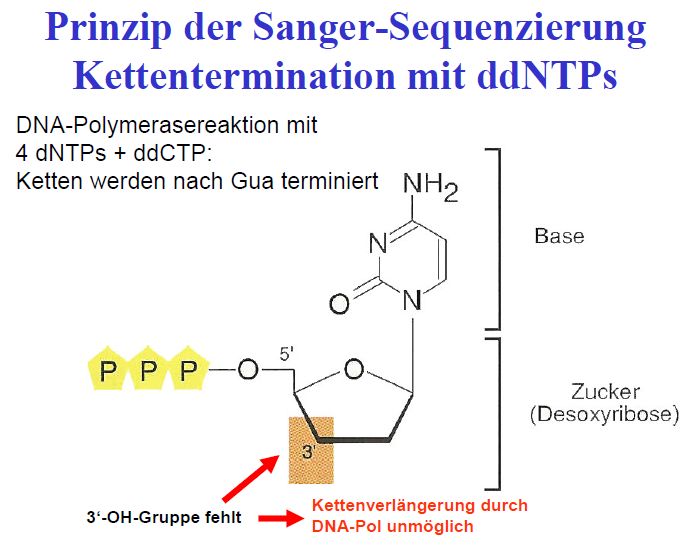 Prinzip der Sanger-Sequenzierung
Kettentermination mit ddNTPs
DNA-Polymerasereaktion mit
4 dNTPs + ddCTP:
Ketten werden nach Gua terminiert
NH2
N
Base
O
N
P P P O 5' O
Zucker
(Desoxyribose)
3'
3‘-OH-Gruppe fehlt
Kettenverlängerung durch
DNA-Pol unmöglich